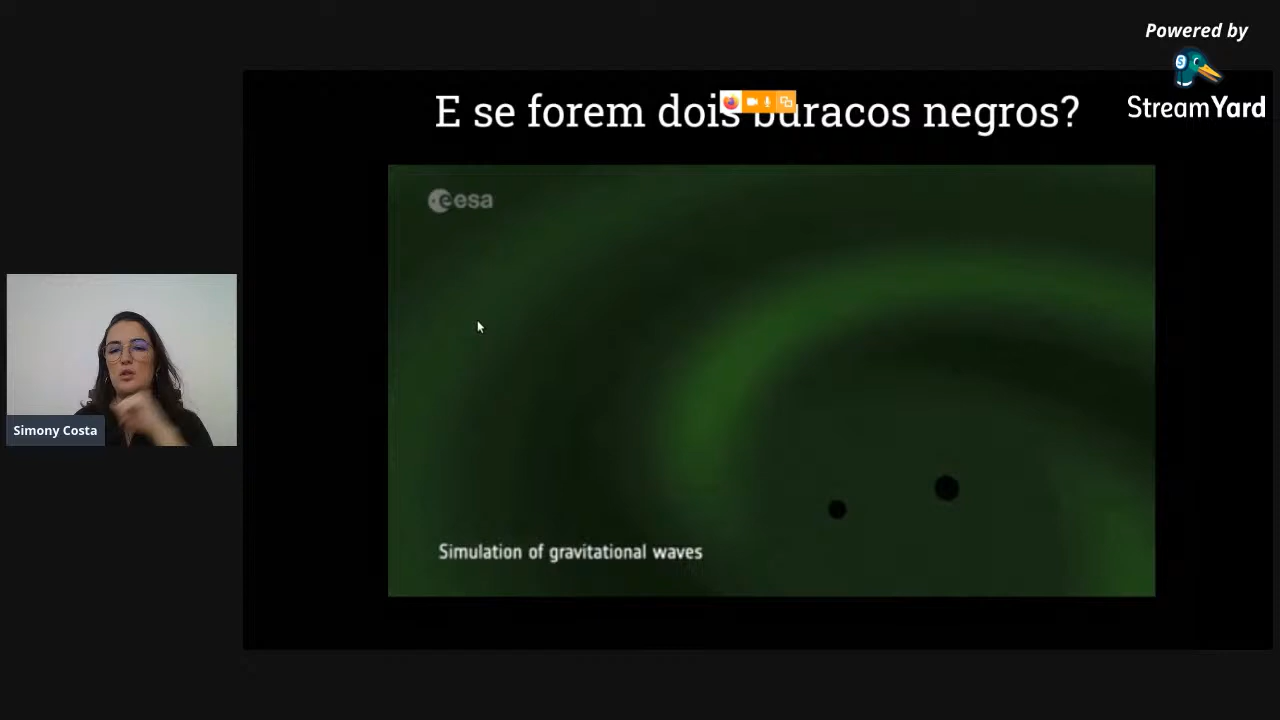 Powered by
StreamYard
E se forem dois buracos negros?
esa
Simony Costa
Simulation of gravitational waves